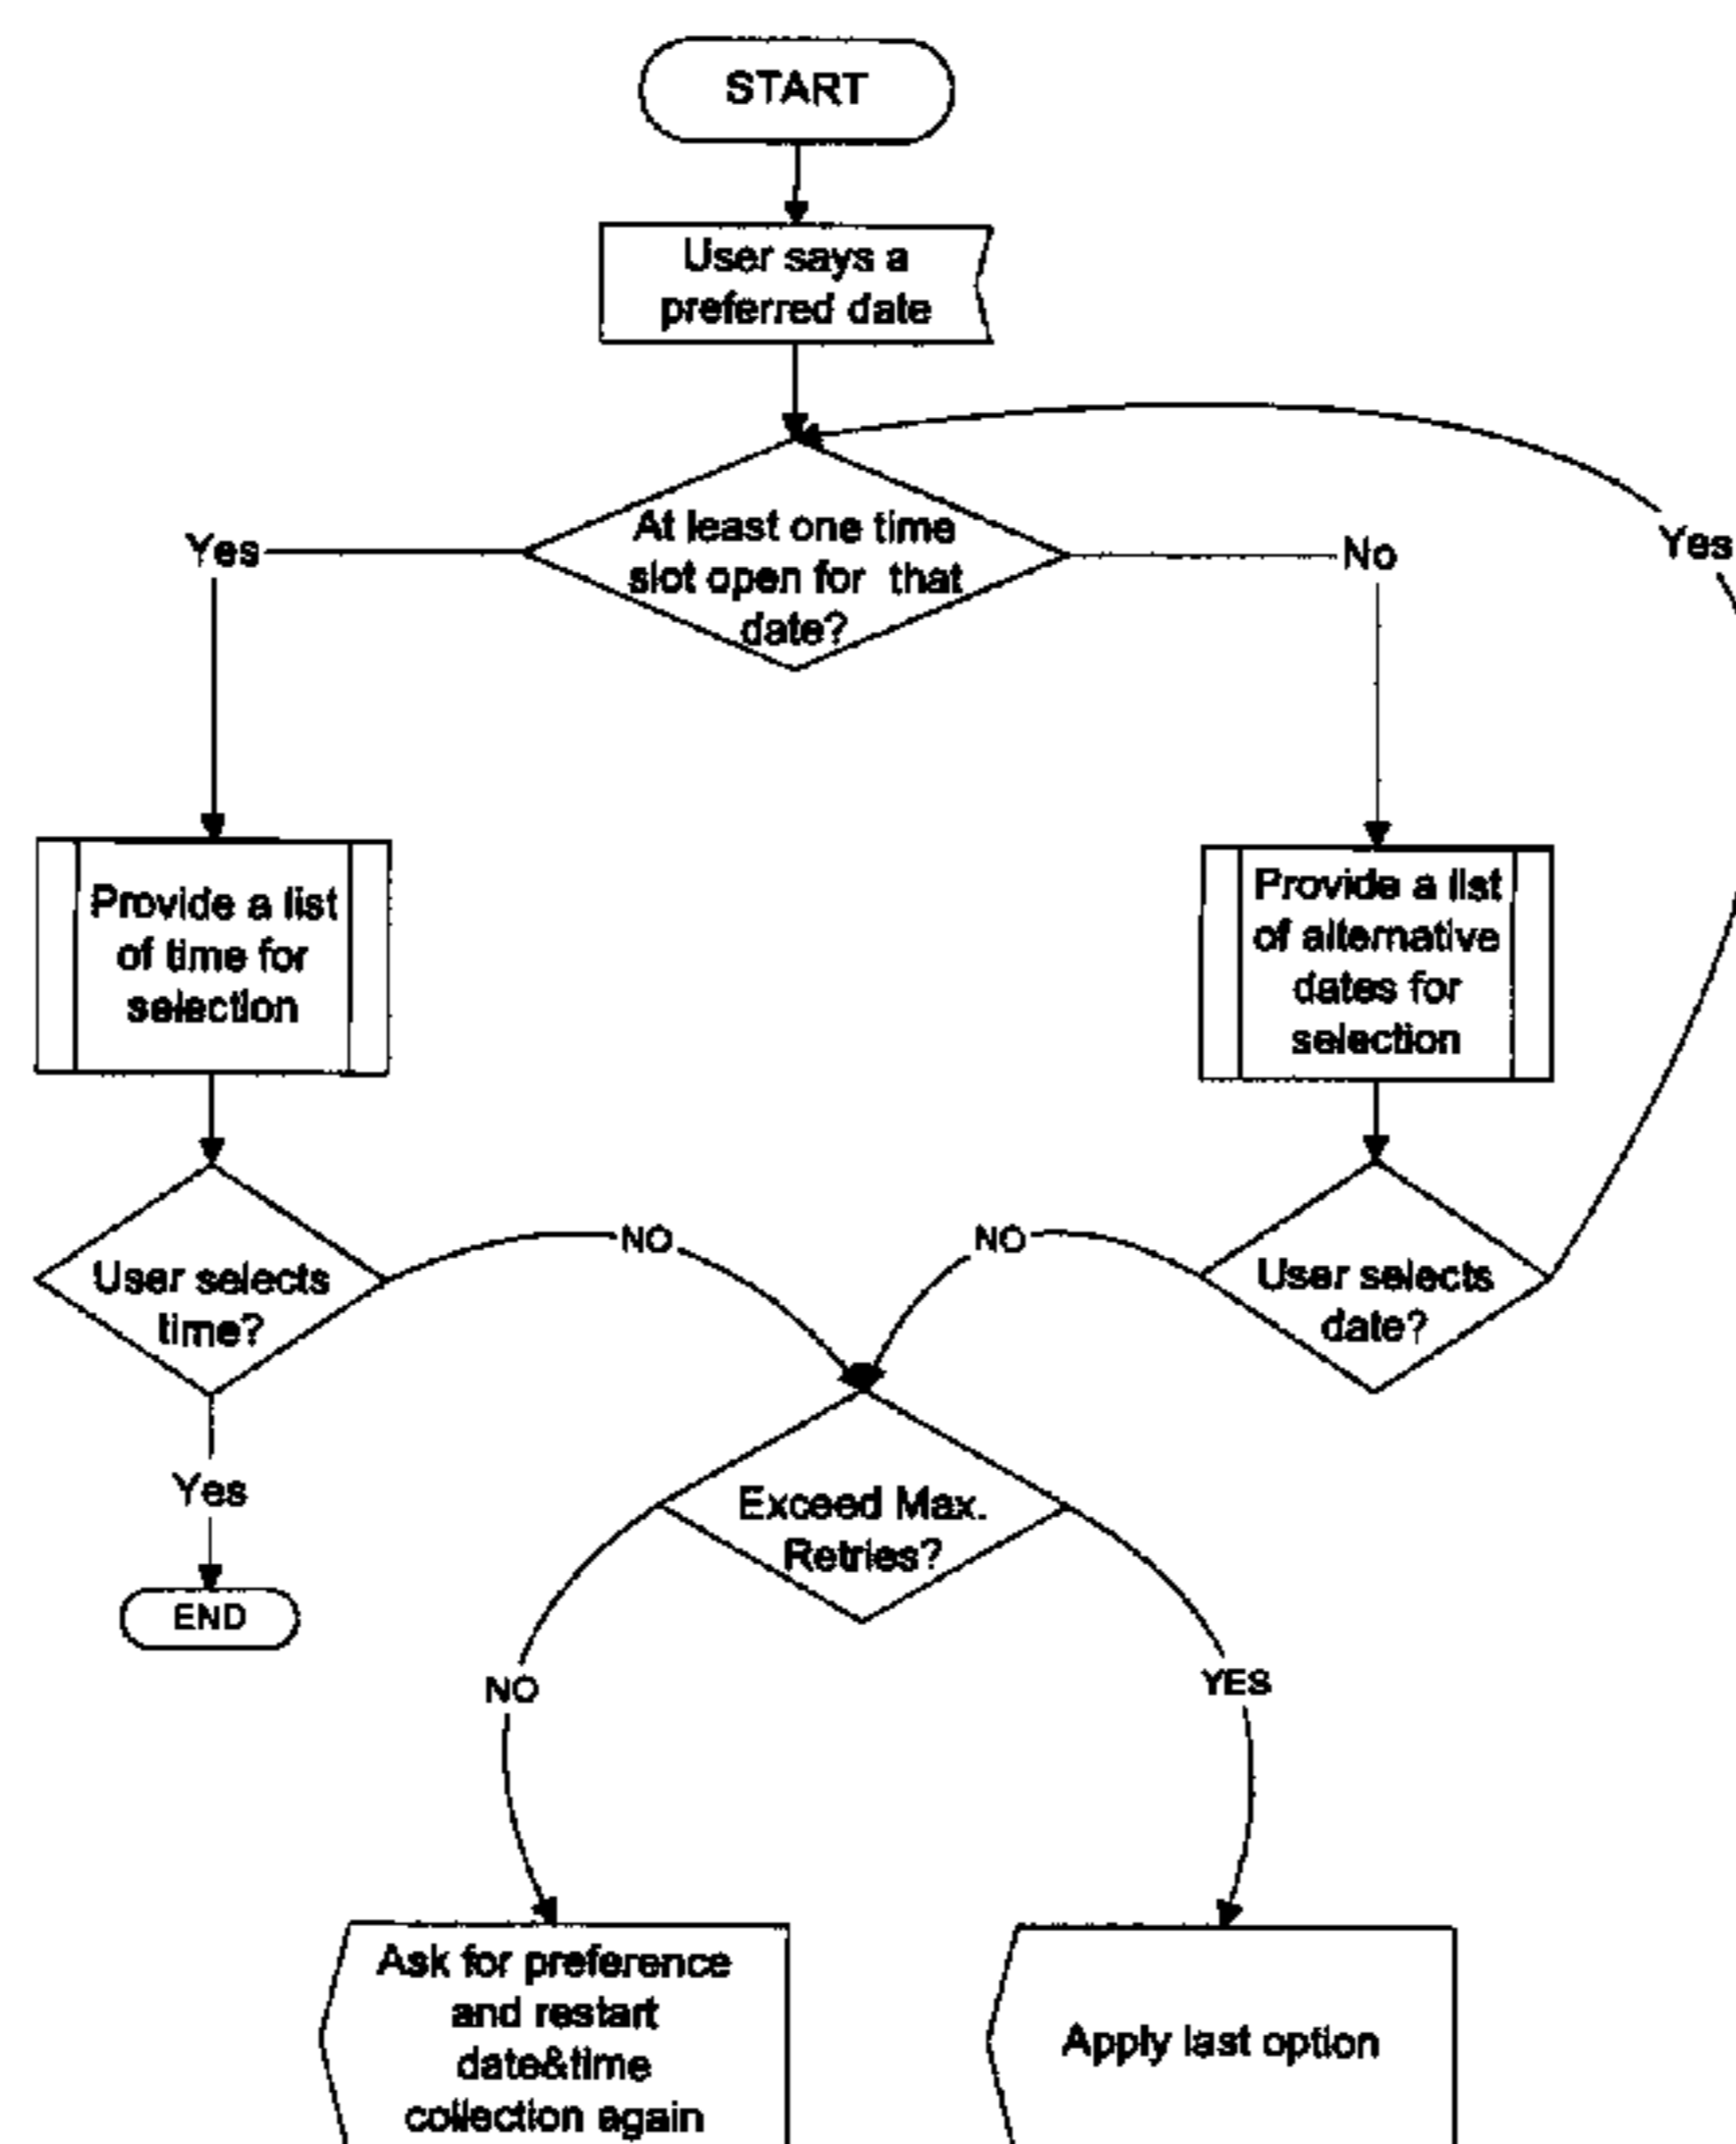 START
User says a
preferred date
At least one time
slot open for that
date?
Yes
No
Yes
Provide a list
of time for
selection
Provide a list
of alternative
dates for
selection
User selects
time?
NO
NO
User selects
date?
Yes
END
Exceed Max.
Retries?
NO
YES
Ask for preference
and restart
date&time
collection again
Apply last option